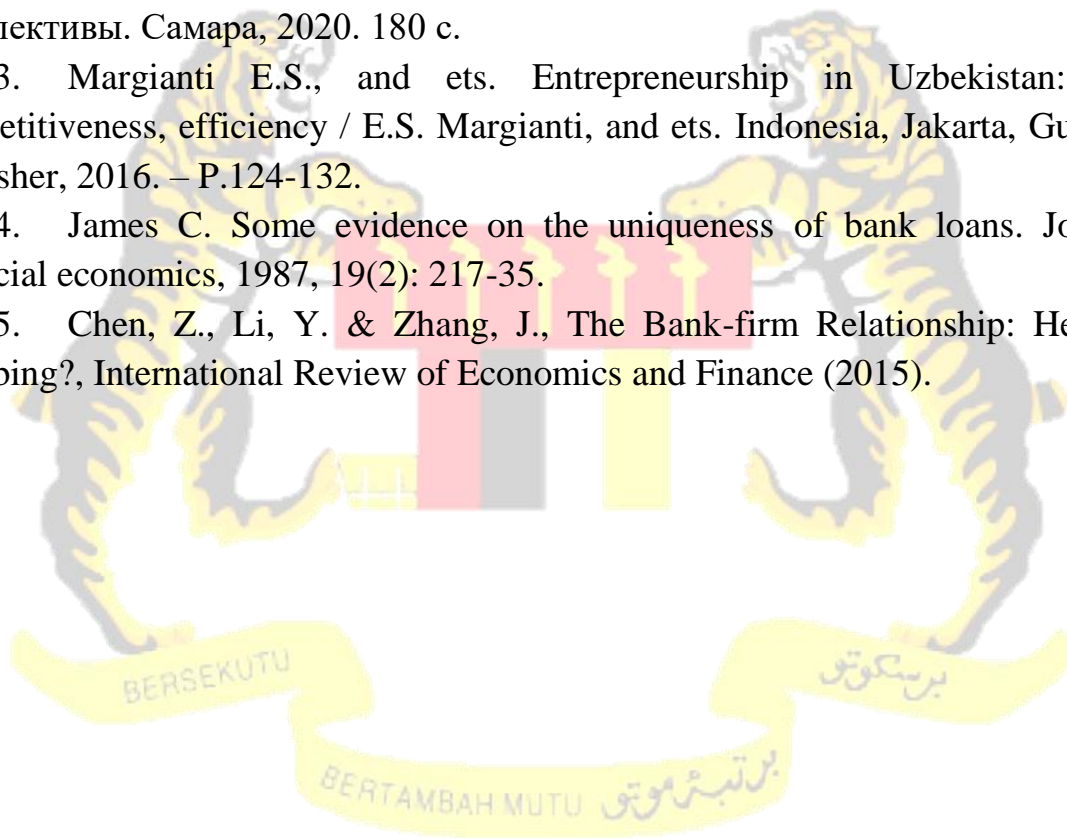 лективы. Самара, 2020. 180 с.
3. Margianti E.S., and ets. Entrepreneurship in Uzbekistan:
etitiveness, efficiency / E.S. Margianti, and ets. Indonesia, Jakarta, Gu
sher, 2016. – P.124-132.
4. James C. Some evidence on the uniqueness of bank loans. Jo
cial economics, 1987, 19(2): 217-35.
5. Chen, Z., Li, Y. & Zhang, J., The Bank-firm Relationship: He
ping?, International Review of Economics and Finance (2015).
BERSEKUTU برسكوتو
BERTAMBAH MUTU برتمبه موتو